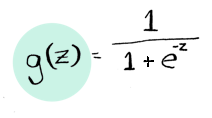 g(z) = 1 / (1 + e^-z)